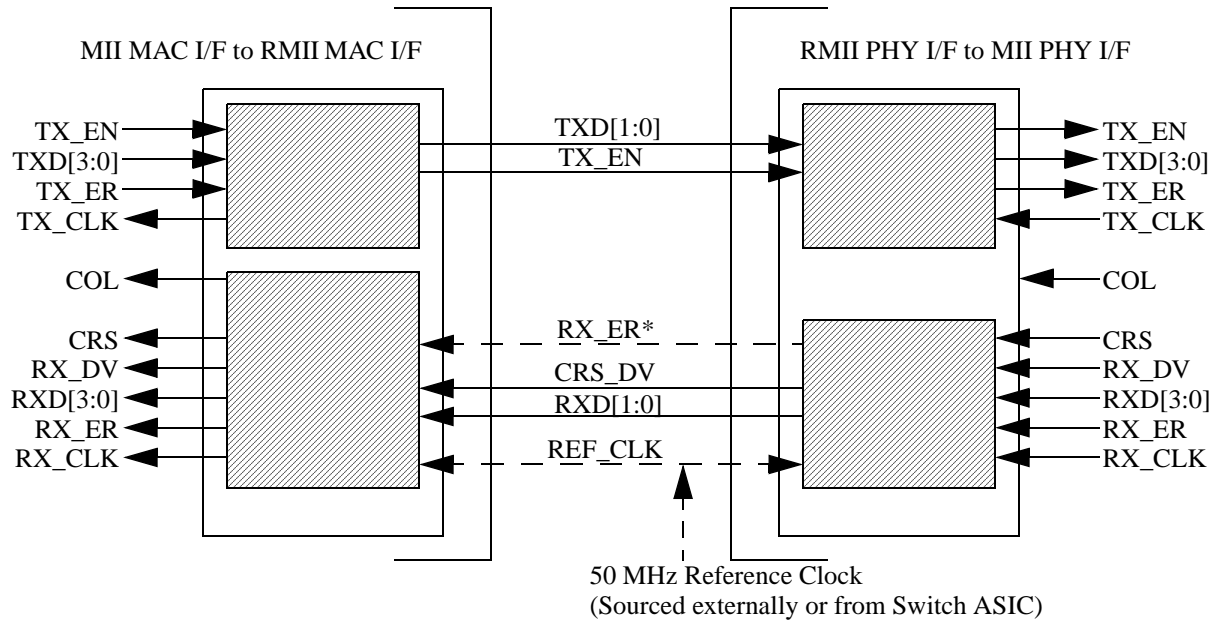 MII MAC I/F to RMII MAC I/F
RMII PHY I/F to MII PHY I/F
TX_EN
TXD[3:0]
TX_ER
TX_CLK
COL
CRS
RX_DV
RXD[3:0]
RX_ER
RX_CLK
TXD[1:0]
TX_EN
RX_ER*
CRS_DV
RXD[1:0]
REF_CLK
TX_EN
TXD[3:0]
TX_ER
TX_CLK
COL
CRS
RX_DV
RXD[3:0]
RX_ER
RX_CLK
50 MHz Reference Clock
(Sourced externally or from Switch ASIC)